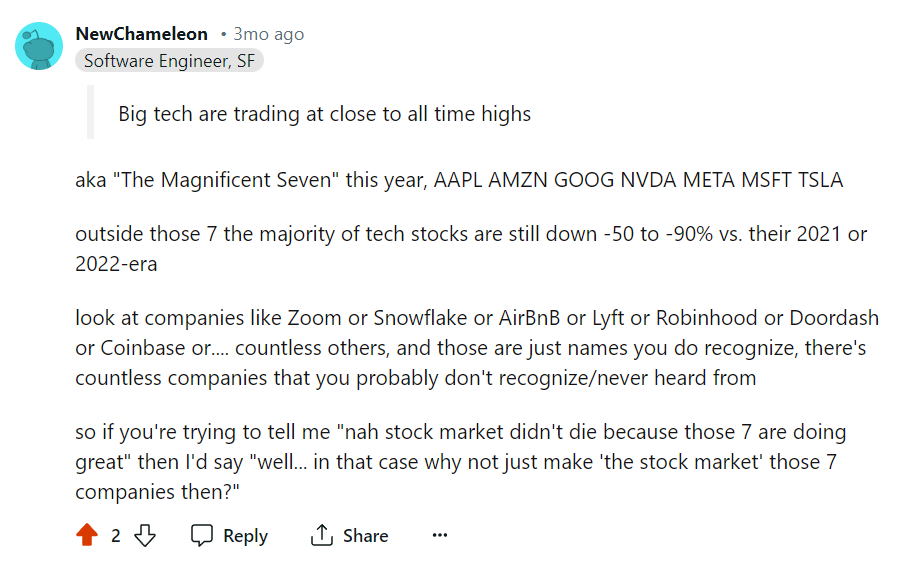 NewChameleon • 3mo ago
Software Engineer, SF
Big tech are trading at close to all time highs
aka "The Magnificent Seven" this year, AAPL AMZN GOOG NVDA META MSFT TSLA
outside those 7 the majority of tech stocks are still down -50 to -90% vs. their 2021 or
2022-era
look at companies like Zoom or Snowflake or AirBnB or Lyft or Robinhood or Doordash
or Coinbase or.... countless others, and those are just names you do recognize, there's
countless companies that you probably don't recognize/never heard from
so if you're trying to tell me "nah stock market didn't die because those 7 are doing
great" then I'd say "well... in that case why not just make 'the stock market' those 7
companies then?"
2 Reply Share ...